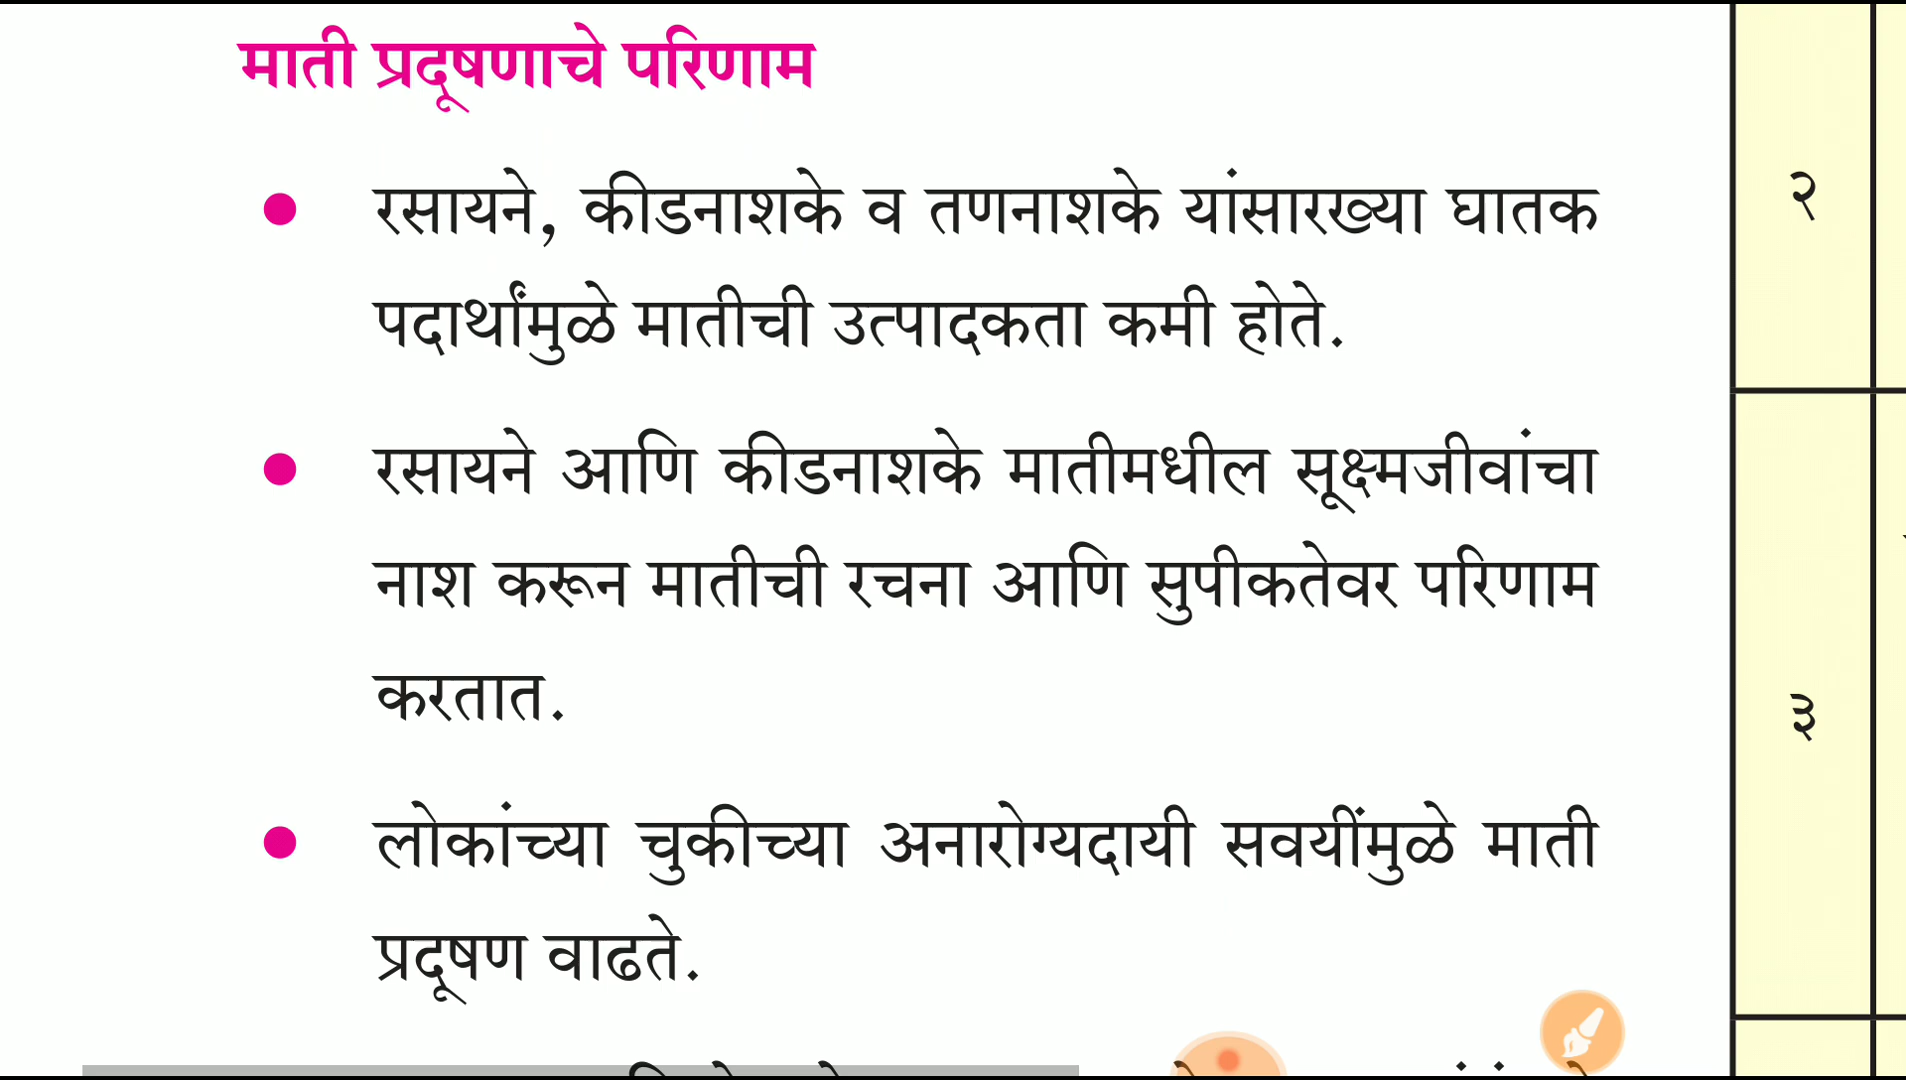 माती प्रदूषणाचे परिणाम
रसायने, कीडनाशके व तणनाशके यांसारख्या घातक
पदार्थांमुळे मातीची उत्पादकता कमी होते.
रसायने आणि कीडनाशके मातीमधील सूक्ष्मजीवांचा
नाश करून मातीची रचना आणि सुपीकतेवर परिणाम
करतात.
लोकांच्या चुकीच्या अनारोग्यदायी सवयींमुळे माती
प्रदूषण वाढते.
२
३